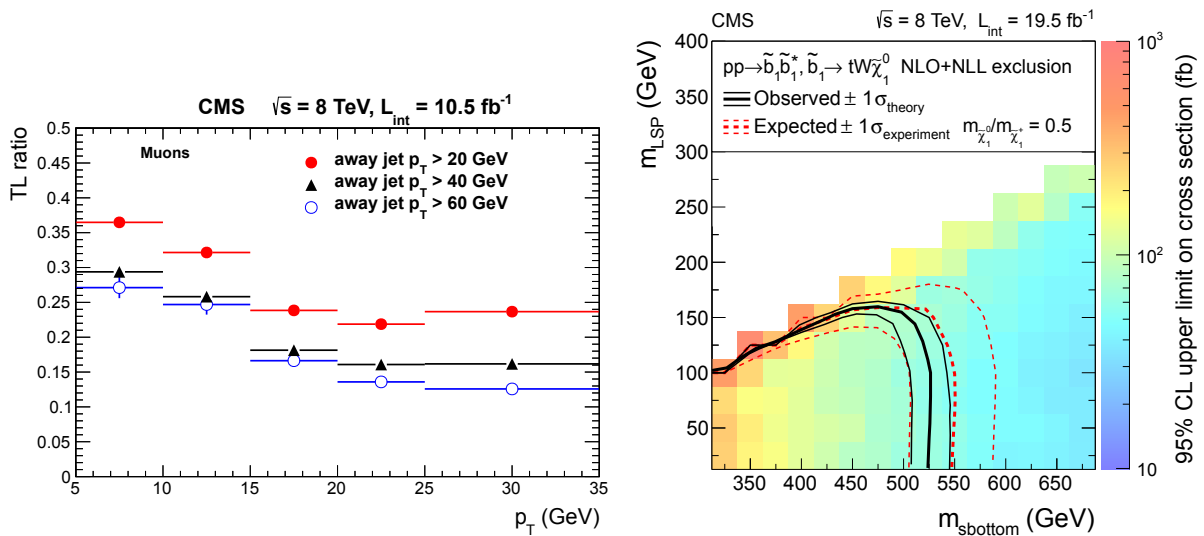 CMS √s = 8 TeV, L_int = 10.5 fb⁻¹
TL ratio
0.5
0.45
0.4
0.35
0.3
0.25
0.2
0.15
0.1
0.05
0
Muons
away jet p_T > 20 GeV
away jet p_T > 40 GeV
away jet p_T > 60 GeV
5 10 15 20 25 30 35
p_T (GeV)
CMS √s = 8 TeV, L_int = 19.5 fb⁻¹
m_LSP (GeV)
400
350
300
250
200
150
100
50
pp→b̃₁b̃₁*, b̃₁→ tWχ̃₁⁰ NLO+NLL exclusion
Observed ± 1σ_theory
Expected ± 1σ_experiment m_χ̃₁⁰/m_χ̃₁⁺ = 0.5
350 400 450 500 550 600 650
m_sbottom (GeV)
10³
10²
10
95% CL upper limit on cross section (fb)